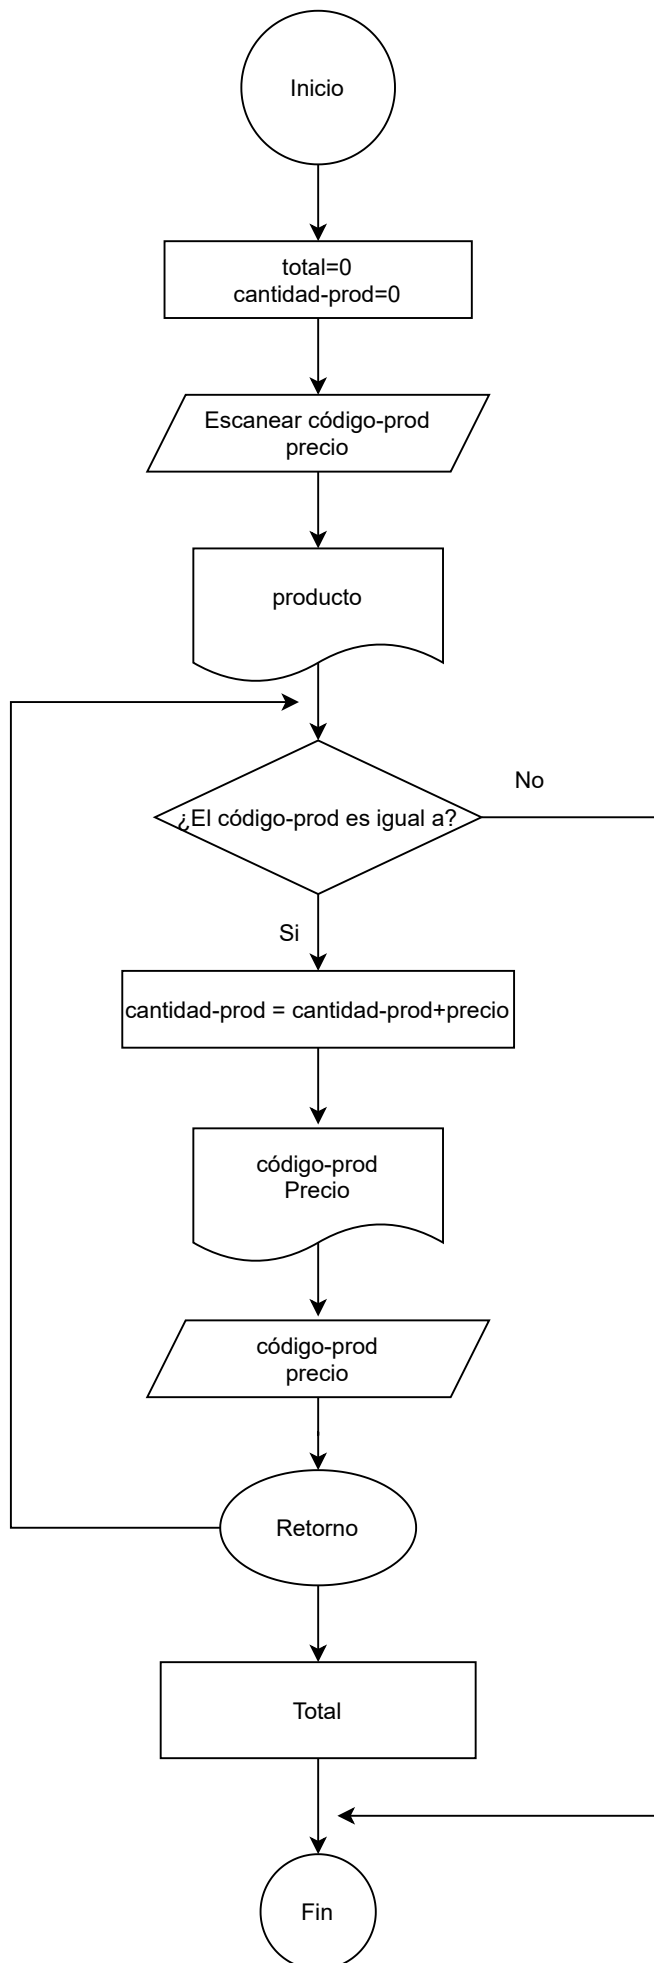 Inicio
total=0
cantidad-prod=0
Escanear código-prod
precio
producto
¿El código-prod es igual a?
No
Si
cantidad-prod = cantidad-prod+precio
código-prod
Precio
código-prod
precio
Retorno
Total
Fin